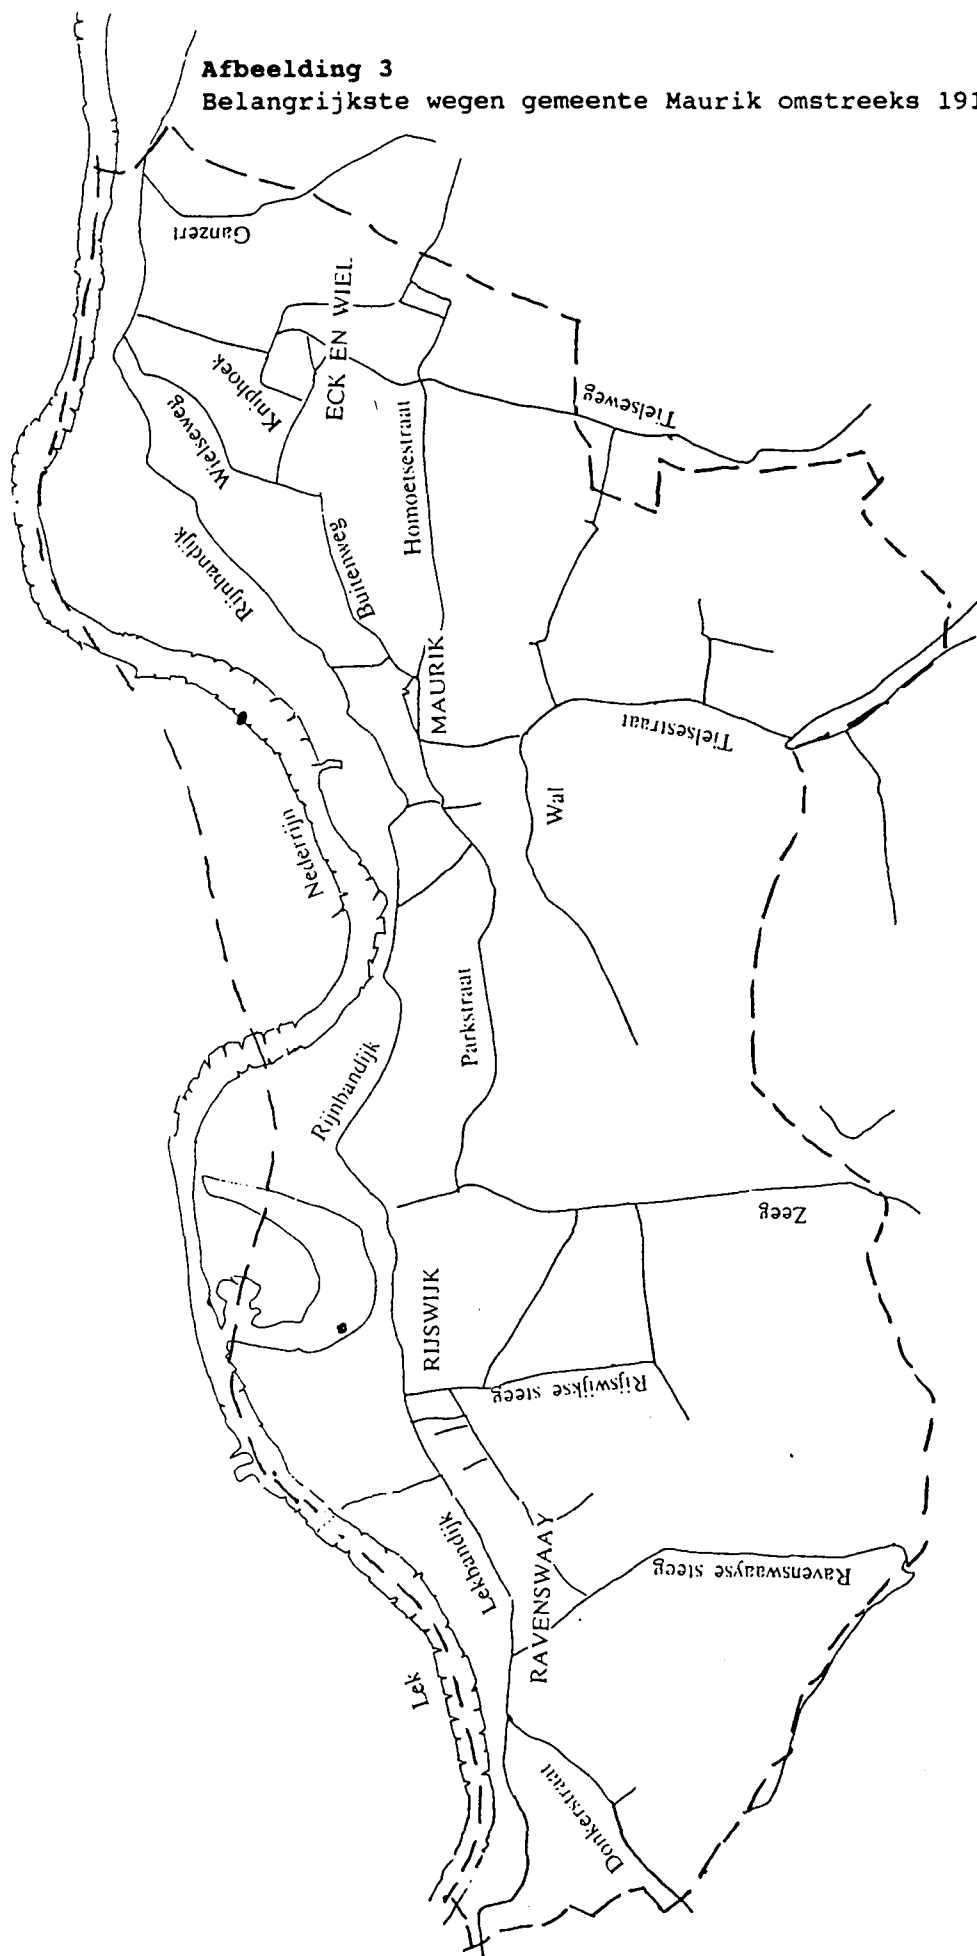 Afbeelding 3
Belangrijkste wegen gemeente Maurik omstreeks 191
Ganzert
ECK EN WIEL
Kniphoek
Wielseweg
Tielseweg
Homoetsestraat
Buitenweg
Rijnbandijk
MAURIK
Tielsestraat
Wal
Nederrijn
Parkstraat
Rijnbandijk
Zeeg
RIJSWIJK
Rijswijkse steeg
Lekbandijk
RAVENSWAAY
Ravenswaayse steeg
Lek
Donkerstraat